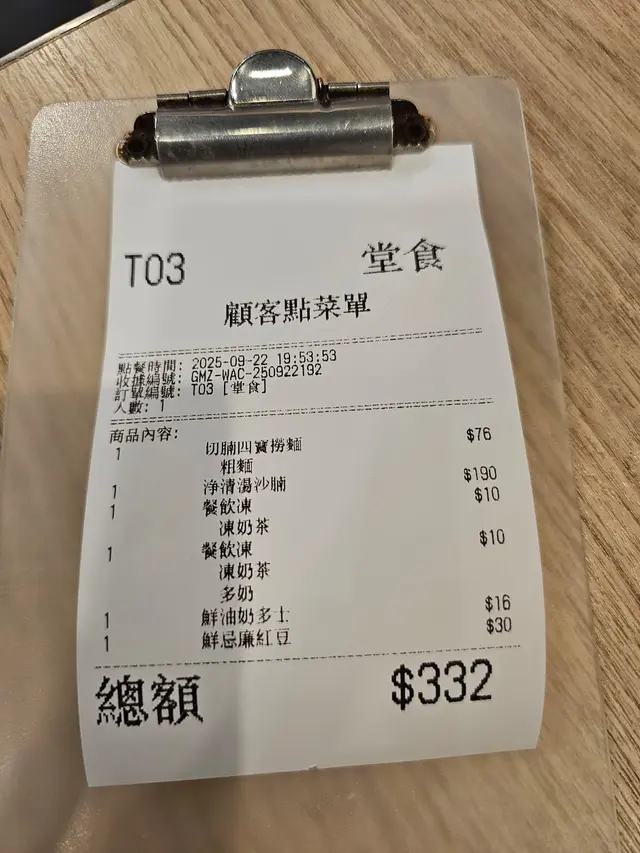 T03 堂食
顧客點菜單
點餐時間: 2025-09-22 19:53:53
收據編號: GMZ-WAC-250922192
訂單編號: T03 [堂食]
人數: 1
商品內容:
1 切腩四寶撈麵 $76
粗麵
1 净清湯沙腩 $190
1 餐飲凍 $10
凍奶茶
1 餐飲凍 $10
凍奶茶
多奶
1 鮮油奶多士 $16
1 鮮忌廉紅豆 $30
總額 $332